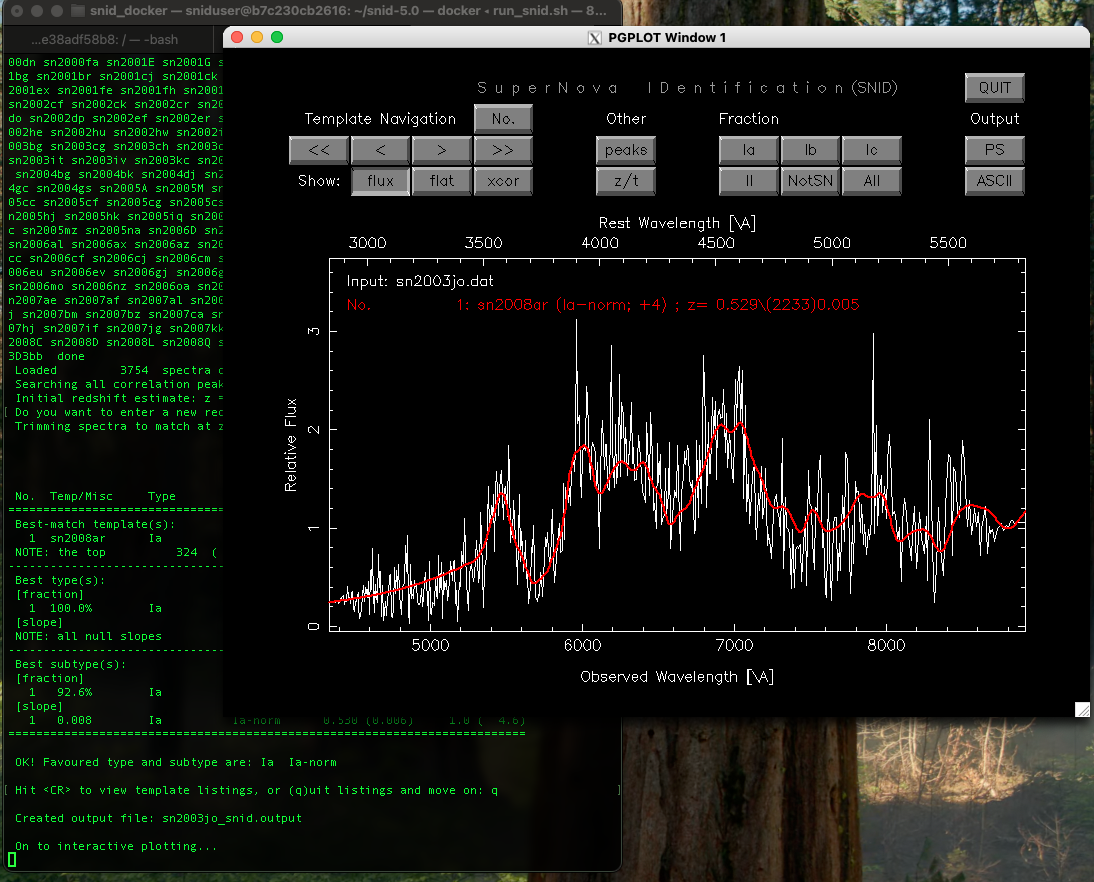 snid_docker — sniduser@b7c230cb2616: ~/snid-5.0 — docker • run_snid.sh — 8...
...e38adf58b8: / — -bash
00dn sn2000fa sn2001E sn2001G
1bg sn2001br sn2001cj sn2001ck
2001ex sn2001fe sn2001fh sn2001
sn2002cf sn2002ck sn2002cr sn20
do sn2002dp sn2002ef sn2002er
002he sn2002hu sn2002hw sn2002
003bg sn2003cg sn2003ch sn2003
sn2003it sn2003iv sn2003kc sn20
sn2004bg sn2004bk sn2004dj sn2
4gc sn2004gs sn2005A sn2005M sn
05cc sn2005cf sn2005cg sn2005cs
n2005hj sn2005hk sn2005iq sn200
c sn2005mz sn2005na sn2006D sn2
sn2006al sn2006ax sn2006az sn20
cc sn2006cf sn2006cj sn2006cm
006eu sn2006ev sn2006gj sn2006g
sn2006mo sn2006nz sn2006oa sn20
n2007ae sn2007af sn2007al sn200
j sn2007bm sn2007bz sn2007ca sn
07hj sn2007if sn2007jg sn2007kk
2008C sn2008D sn2008L sn2008Q
3D3bb done
Loaded 3754 spectra
Searching all correlation peak
Initial redshift estimate: z =
Do you want to enter a new red
Trimming spectra to match at z
No. Temp/Misc Type
Best-match template(s):
1 sn2008ar Ia
NOTE: the top 324 (
Best type(s):
[fraction]
1 100.0% Ia
[slope]
NOTE: all null slopes
Best subtype(s):
[fraction]
1 92.6% Ia
[slope]
1 0.008 Ia Ia-norm 0.530 (0.006) 1.0 ( 4.6)
OK! Favoured type and subtype are: Ia Ia-norm
[ Hit <CR> to view template listings, or (q)uit listings and move on: q ]
Created output file: sn2003jo_snid.output
On to interactive plotting...
PGPLOT Window 1
SuperNova IDentification (SNID)
QUIT
Template Navigation No. Other Fraction Output
<< < > >> peaks Ia Ib Ic PS
Show: flux flat xcor z/t II NotSN All ASCII
Rest Wavelength [\A]
3000 3500 4000 4500 5000 5500
Input: sn2003jo.dat
No. 1: sn2008ar (Ia-norm; +4) ; z= 0.529\(2233)0.005
Relative Flux
3
2
1
0
5000 6000 7000 8000
Observed Wavelength [\A]